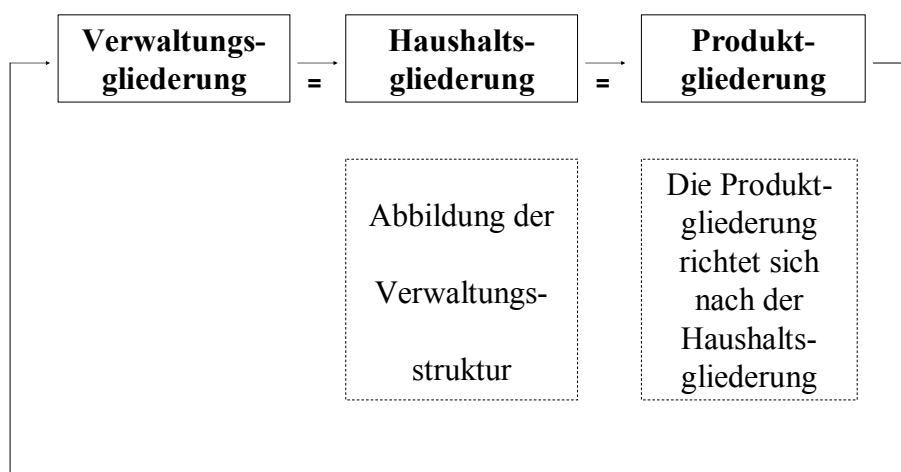 Verwaltungs-
gliederung
=
Haushalts-
gliederung
=
Produkt-
gliederung
Abbildung der
Verwaltungs-
struktur
Die Produkt-
gliederung
richtet sich
nach der
Haushalts-
gliederung